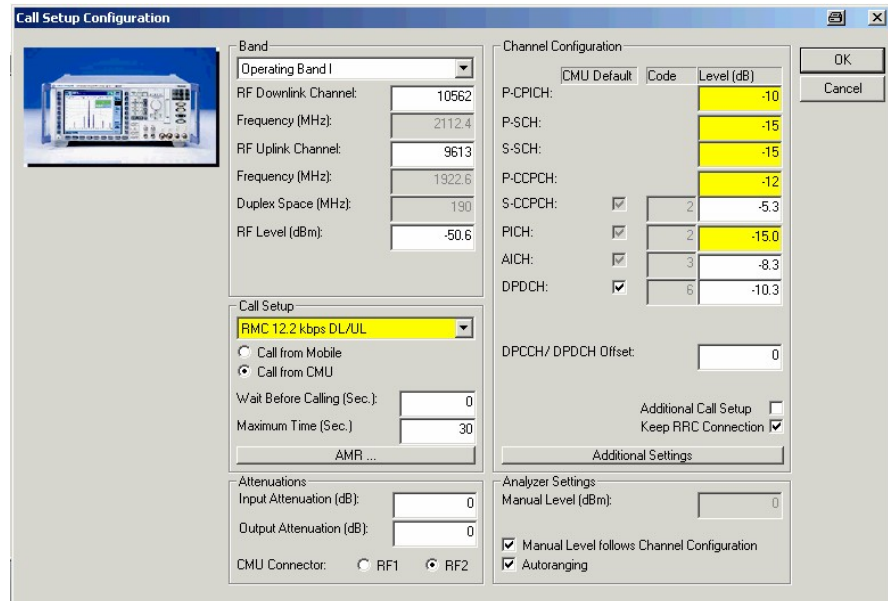 Call Setup Configuration
Band
Operating Band I
RF Downlink Channel: 10562
Frequency (MHz): 2112.4
RF Uplink Channel: 9613
Frequency (MHz): 1922.6
Duplex Space (MHz): 190
RF Level (dBm): -50.6
Call Setup
RMC 12.2 kbps DL/UL
Call from Mobile
Call from CMU
Wait Before Calling (Sec.): 0
Maximum Time (Sec.) 30
AMR ...
Attenuations
Input Attenuation (dB): 0
Output Attenuation (dB): 0
CMU Connector: RF1 RF2
Channel Configuration
CMU Default Code Level (dB)
P-CPICH: -10
P-SCH: -15
S-SCH: -15
P-CCPCH: -12
S-CCPCH: 2 -5.3
PICH: 2 -15.0
AICH: 3 -8.3
DPDCH: 6 -10.3
DPCCH/ DPDCH Offset: 0
Additional Call Setup
Keep RRC Connection
Additional Settings
Analyzer Settings
Manual Level (dBm): 0
Manual Level follows Channel Configuration
Autoranging
OK
Cancel